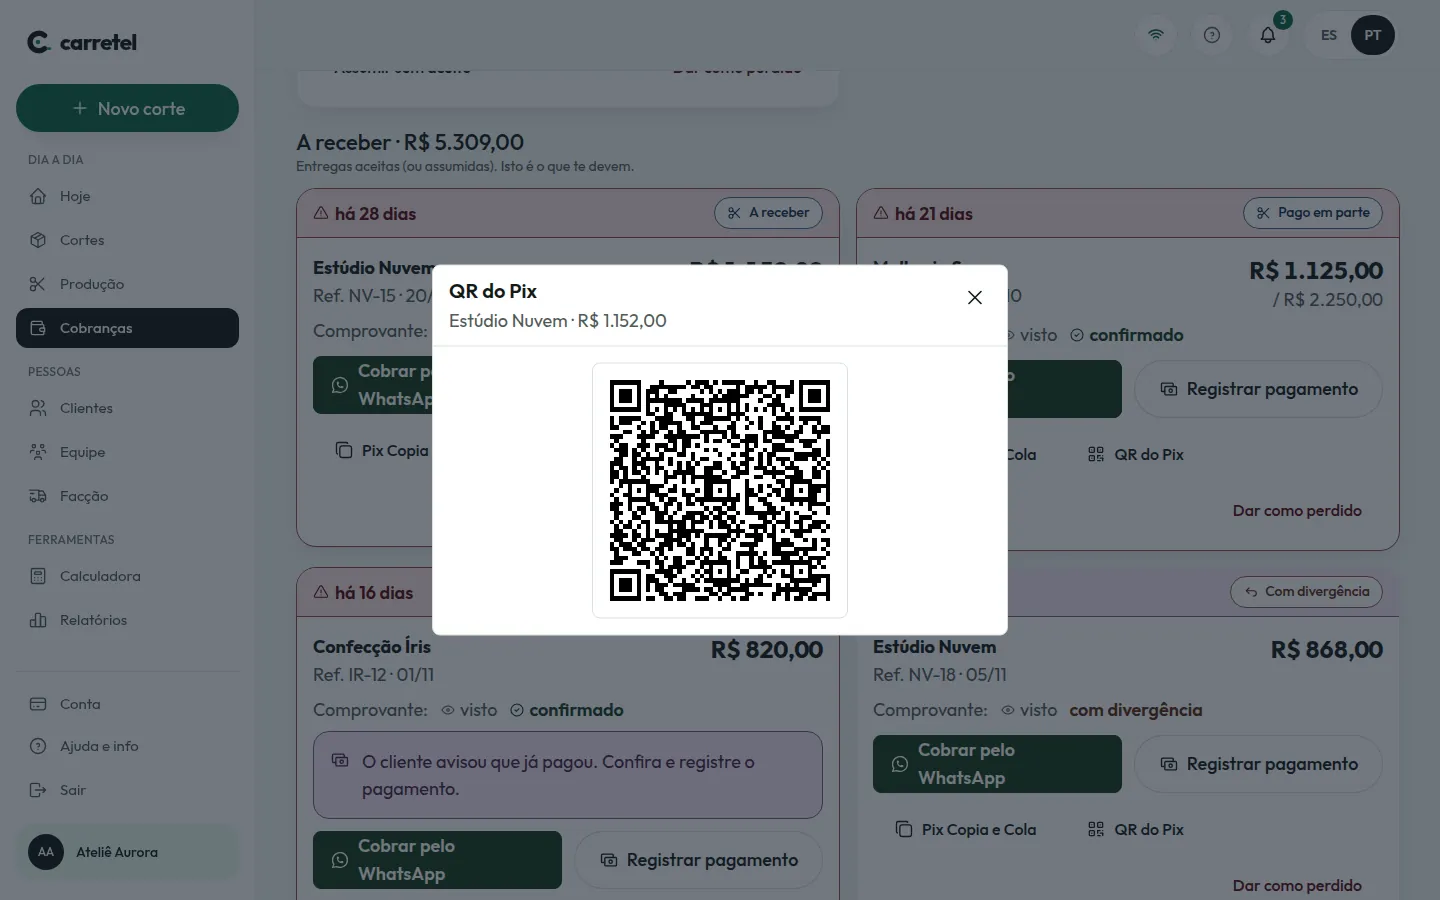 carretel
Novo corte
DIA A DIA
Hoje
Cortes
Produção
Cobranças
PESSOAS
Clientes
Equipe
Facção
FERRAMENTAS
Calculadora
Relatórios
Conta
Ajuda e info
Sair
AA Ateliê Aurora
3
ES PT
A receber · R$ 5.309,00
Entregas aceitas (ou assumidas). Isto é o que te devem.
há 28 dias
A receber
Estúdio Nuvem
Ref. NV-15 · 20/
Comprovante:
Cobrar p
WhatsAp
Pix Copia
há 21 dias
Pago em parte
R$ 1.125,00
/ R$ 2.250,00
visto confirmado
Registrar pagamento
Cola
QR do Pix
Dar como perdido
QR do Pix
Estúdio Nuvem · R$ 1.152,00
há 16 dias
Confecção Íris
R$ 820,00
Ref. IR-12 · 01/11
Comprovante: visto confirmado
O cliente avisou que já pagou. Confira e registre o
pagamento.
Cobrar pelo
WhatsApp
Registrar pagamento
Com divergência
Estúdio Nuvem
R$ 868,00
Ref. NV-18 · 05/11
Comprovante: visto com divergência
Cobrar pelo
WhatsApp
Registrar pagamento
Pix Copia e Cola
QR do Pix
Dar como perdido